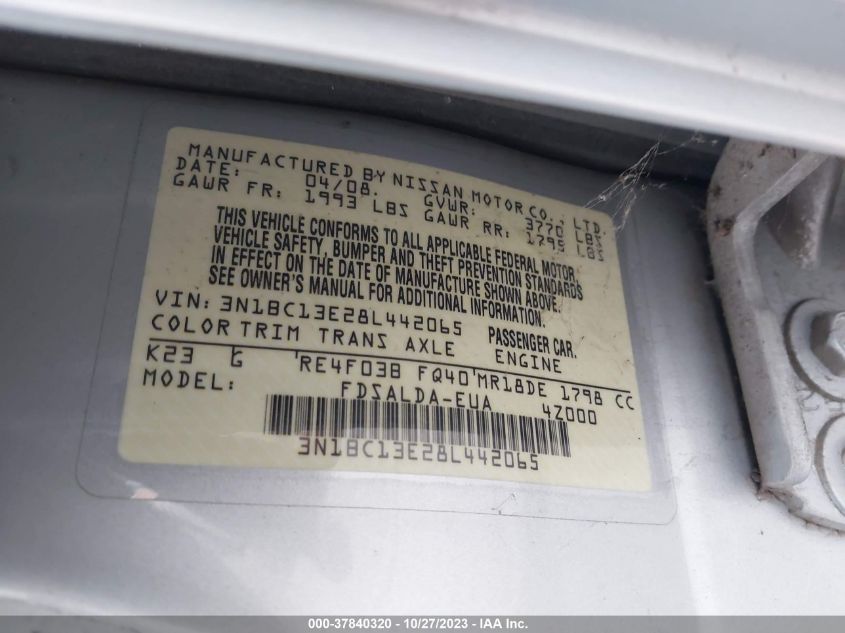 MANUFACTURED BY NISSAN MOTOR CO., LTD.
DATE: 04/08. GVWR: 3770 LBS
GAWR FR: 1993 LBS GAWR RR: 1795 LBS
THIS VEHICLE CONFORMS TO ALL APPLICABLE FEDERAL MOTOR
VEHICLE SAFETY, BUMPER AND THEFT PREVENTION STANDARDS
IN EFFECT ON THE DATE OF MANUFACTURE SHOWN ABOVE.
SEE OWNER'S MANUAL FOR ADDITIONAL INFORMATION.
VIN: 3N1BC13E28L442065 PASSENGER CAR.
COLOR TRIM TRANS AXLE ENGINE
K23 G RE4F03B FQ40 MR18DE 1798 CC
MODEL: FDSALDA-EUA 4Z000
3N1BC13E28L442065
000-37840320 - 10/27/2023 - IAA Inc.